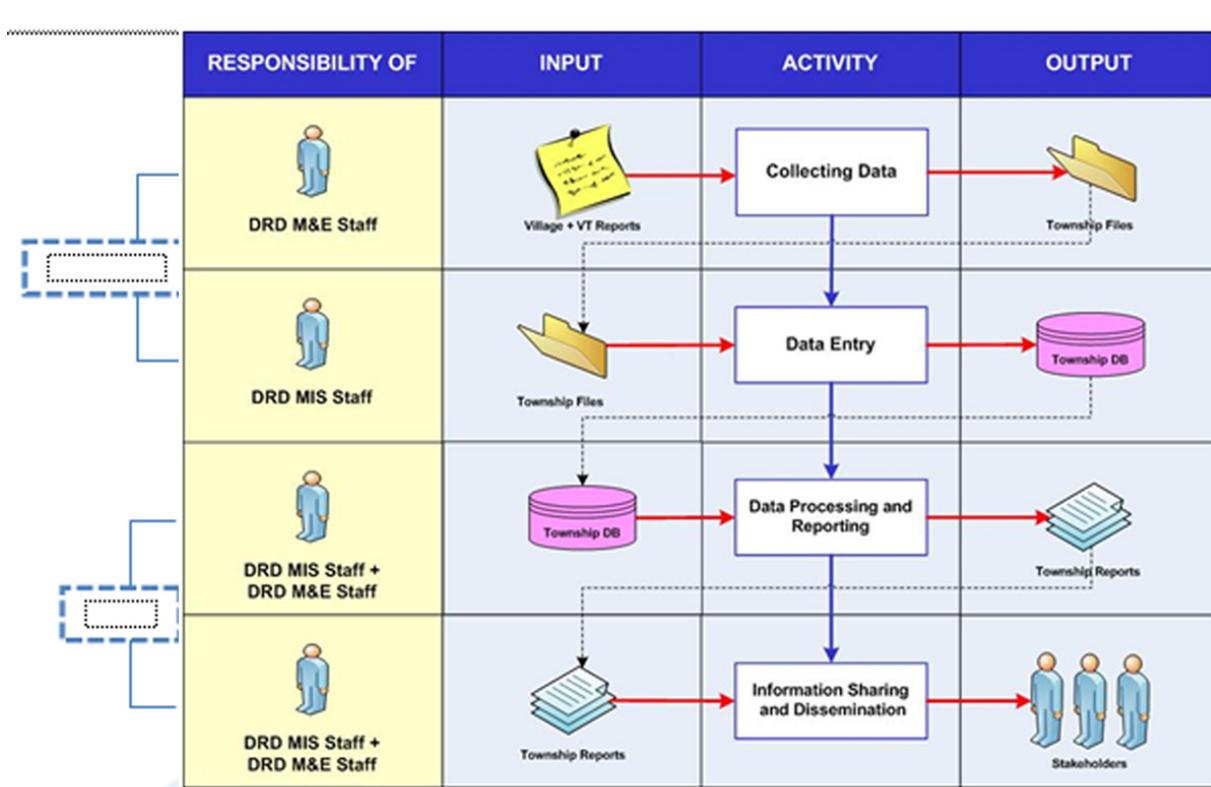 RESPONSIBILITY OF
INPUT
ACTIVITY
OUTPUT
DRD M&E Staff
Village + VT Reports
Collecting Data
Township Files
DRD MIS Staff
Township Files
Data Entry
Township DB
DRD MIS Staff +
DRD M&E Staff
Township DB
Data Processing and
Reporting
Township Reports
DRD MIS Staff +
DRD M&E Staff
Township Reports
Information Sharing
and Dissemination
Stakeholders